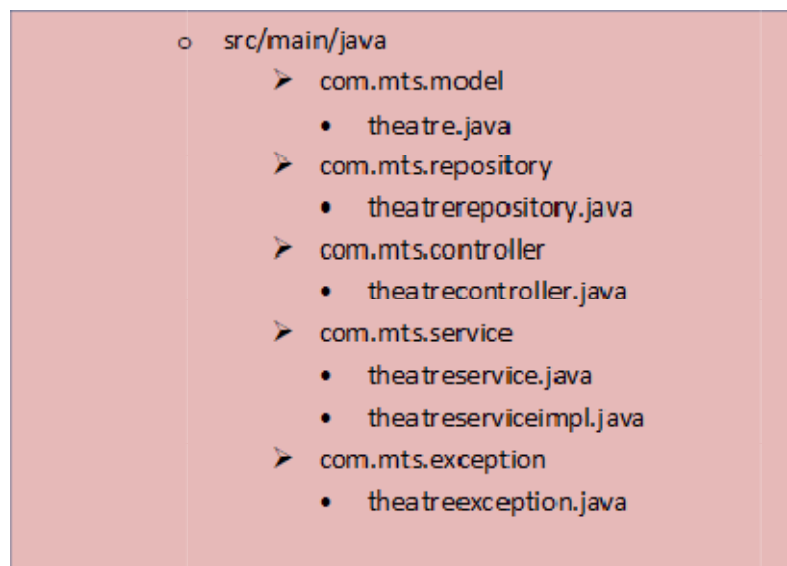 src/main/java
com.mts.model
theatre.java
com.mts.repository
theatrerepository.java
com.mts.controller
theatrecontroller.java
com.mts.service
theatreservice.java
theatreserviceimpl.java
com.mts.exception
theatreexception.java